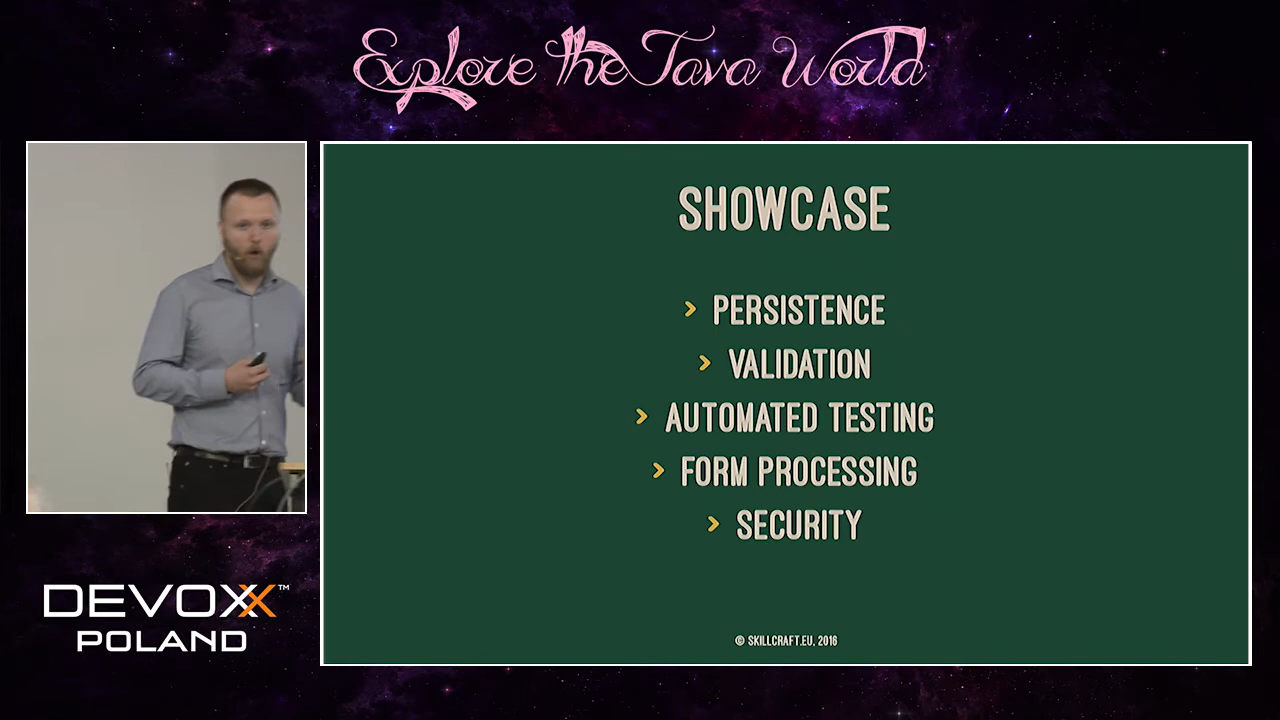 Explore the Java World
SHOWCASE
› PERSISTENCE
› VALIDATION
› AUTOMATED TESTING
› FORM PROCESSING
› SECURITY
© SKILLCRAFT.EU, 2016
DEVOXX™
POLAND